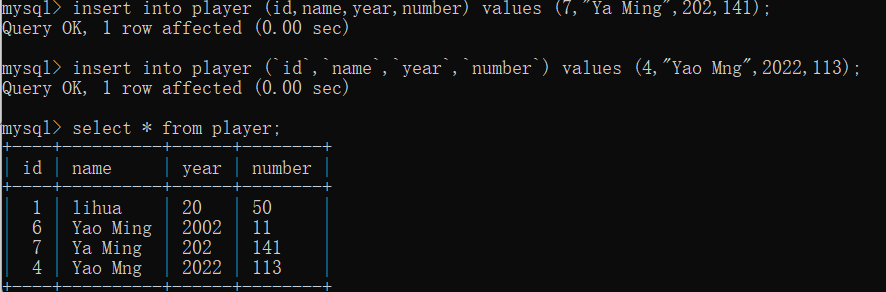 mysql> insert into player (id,name,year,number) values (7,"Ya Ming",202,141);
Query OK, 1 row affected (0.00 sec)
mysql> insert into player (`id`,`name`,`year`,`number`) values (4,"Yao Mng",2022,113);
Query OK, 1 row affected (0.00 sec)
mysql> select * from player;
+----+----------+------+--------+
| id | name     | year | number |
+----+----------+------+--------+
|  1 | lihua    | 20   | 50     |
|  6 | Yao Ming | 2002 | 11     |
|  7 | Ya Ming  | 202  | 141    |
|  4 | Yao Mng  | 2022 | 113    |
+----+----------+------+--------+